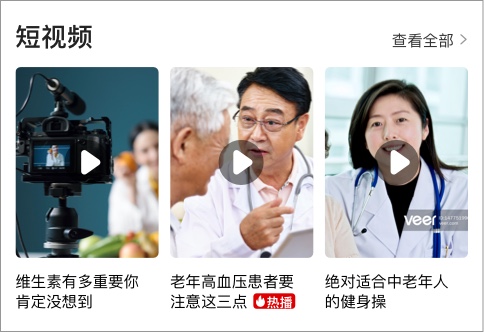 短视频
查看全部
维生素有多重要你
肯定没想到
老年高血压患者要
注意这三点 热播
绝对适合中老年人
的健身操
veer